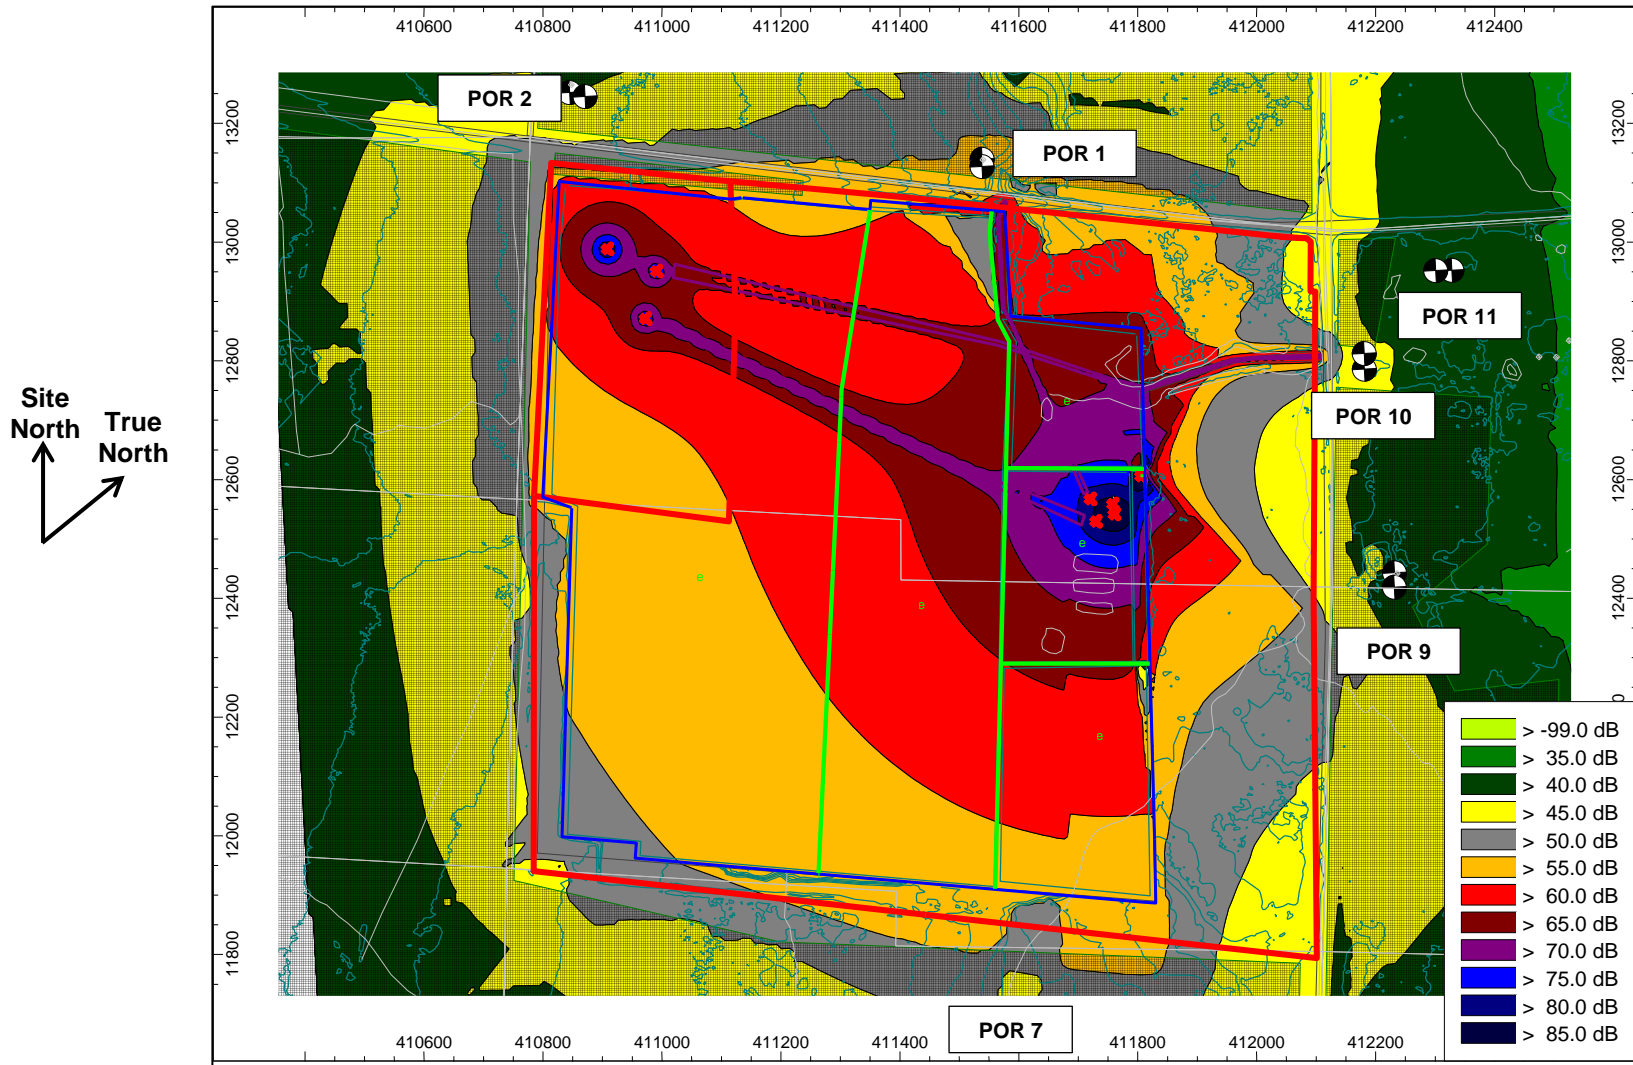 410600 410800 411000 411200 411400 411600 411800 412000 412200 412400
POR 2
POR 1
13200 13200
13000 13000
POR 11
12800 12800
Site
North
True
North
POR 10
e
12600 12600
e
e
e
12400 12400
POR 9
12200
e
> -99.0 dB
> 35.0 dB
> 40.0 dB
> 45.0 dB
> 50.0 dB
> 55.0 dB
> 60.0 dB
> 65.0 dB
> 70.0 dB
> 75.0 dB
> 80.0 dB
> 85.0 dB
12000
11800
POR 7
410600 410800 411000 411200 411400 411600 411800 412000 412200